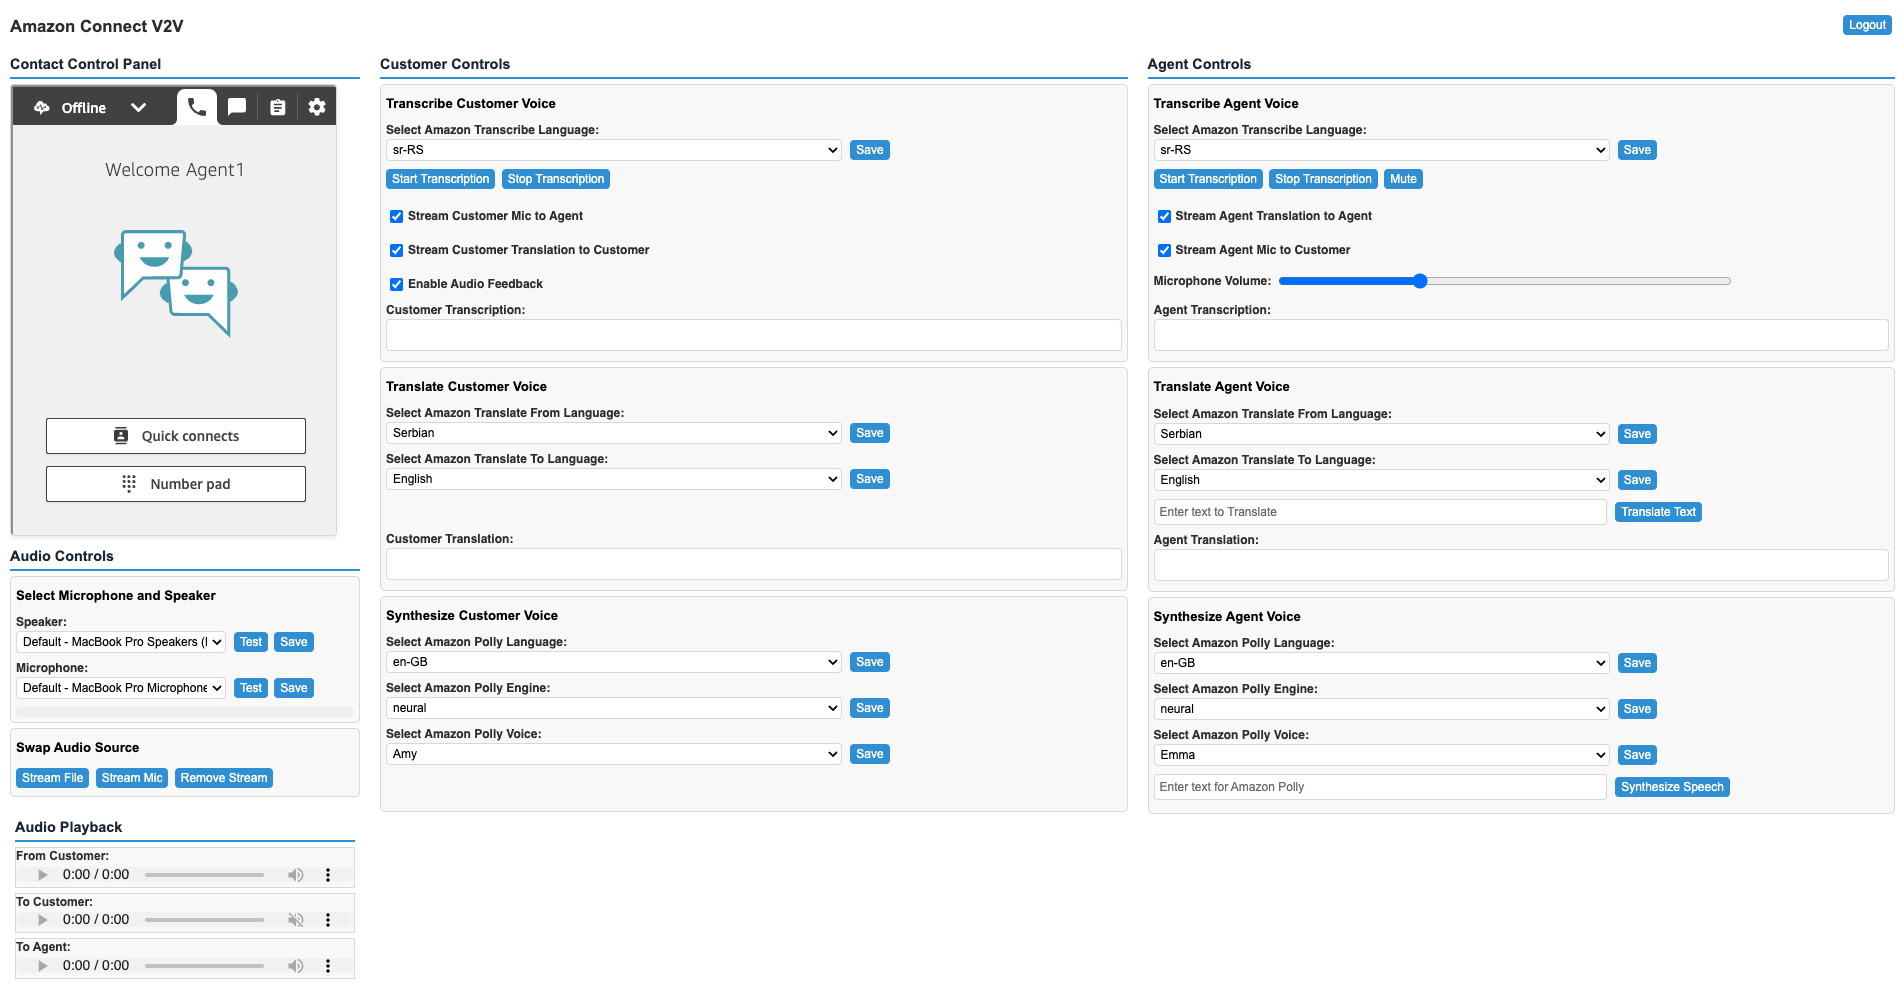 Amazon Connect V2V
Logout
Contact Control Panel
Offline
Welcome Agent1
Quick connects
Number pad
Audio Controls
Select Microphone and Speaker
Speaker:
Default - MacBook Pro Speakers (
Test
Save
Microphone:
Default - MacBook Pro Microphone
Test
Save
Swap Audio Source
Stream File
Stream Mic
Remove Stream
Audio Playback
From Customer:
0:00 / 0:00
To Customer:
0:00 / 0:00
To Agent:
0:00 / 0:00
Customer Controls
Transcribe Customer Voice
Select Amazon Transcribe Language:
sr-RS
Save
Start Transcription
Stop Transcription
Stream Customer Mic to Agent
Stream Customer Translation to Customer
Enable Audio Feedback
Customer Transcription:
Translate Customer Voice
Select Amazon Translate From Language:
Serbian
Save
Select Amazon Translate To Language:
English
Save
Customer Translation:
Synthesize Customer Voice
Select Amazon Polly Language:
en-GB
Save
Select Amazon Polly Engine:
neural
Save
Select Amazon Polly Voice:
Amy
Save
Agent Controls
Transcribe Agent Voice
Select Amazon Transcribe Language:
sr-RS
Save
Start Transcription
Stop Transcription
Mute
Stream Agent Translation to Agent
Stream Agent Mic to Customer
Microphone Volume:
Agent Transcription:
Translate Agent Voice
Select Amazon Translate From Language:
Serbian
Save
Select Amazon Translate To Language:
English
Save
Enter text to Translate
Translate Text
Agent Translation:
Synthesize Agent Voice
Select Amazon Polly Language:
en-GB
Save
Select Amazon Polly Engine:
neural
Save
Select Amazon Polly Voice:
Emma
Save
Enter text for Amazon Polly
Synthesize Speech